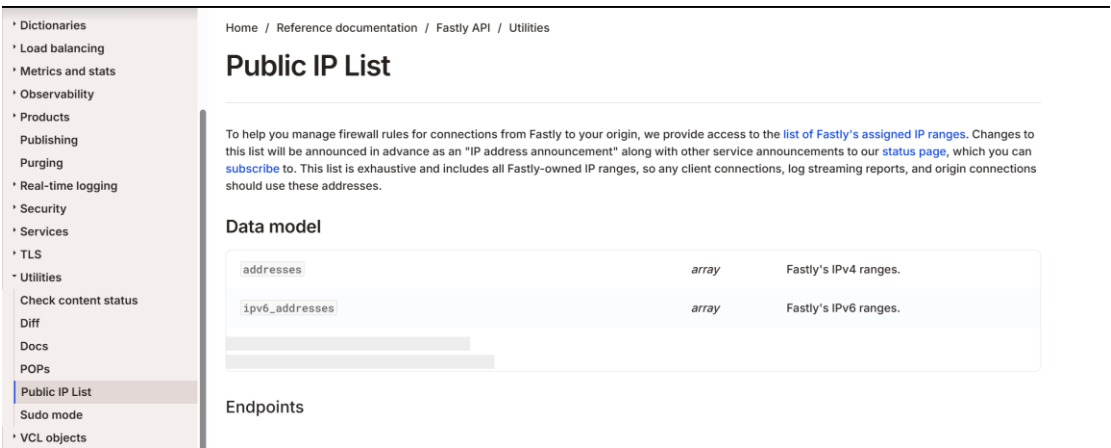 Dictionaries
Load balancing
Metrics and stats
Observability
Products
Publishing
Purging
Real-time logging
Security
Services
TLS
Utilities
Check content status
Diff
Docs
POPs
Public IP List
Sudo mode
VCL objects
Home / Reference documentation / Fastly API / Utilities
Public IP List
To help you manage firewall rules for connections from Fastly to your origin, we provide access to the list of Fastly's assigned IP ranges. Changes to
this list will be announced in advance as an "IP address announcement" along with other service announcements to our status page, which you can
subscribe to. This list is exhaustive and includes all Fastly-owned IP ranges, so any client connections, log streaming reports, and origin connections
should use these addresses.
Data model
addresses array Fastly's IPv4 ranges.
ipv6_addresses array Fastly's IPv6 ranges.
Endpoints